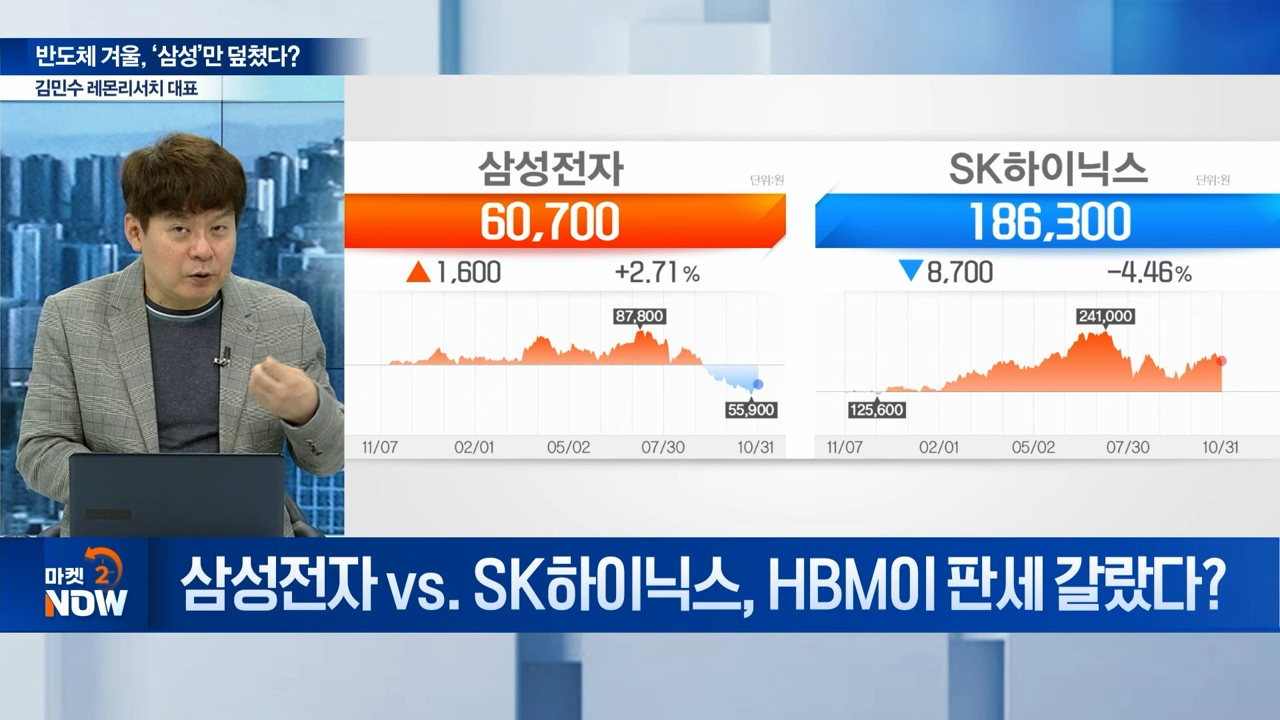 반도체 겨울, ‘삼성’만 덮쳤다?
김민수 레몬리서치 대표
삼성전자
단위:원
60,700
▲1,600 +2.71%
87,800
55,900
11/07 02/01 05/02 07/30 10/31
SK하이닉스
단위:원
186,300
▼8,700 -4.46%
241,000
125,600
11/07 02/01 05/02 07/30 10/31
마켓 2
NOW
삼성전자 vs. SK하이닉스, HBM이 판세 갈랐다?